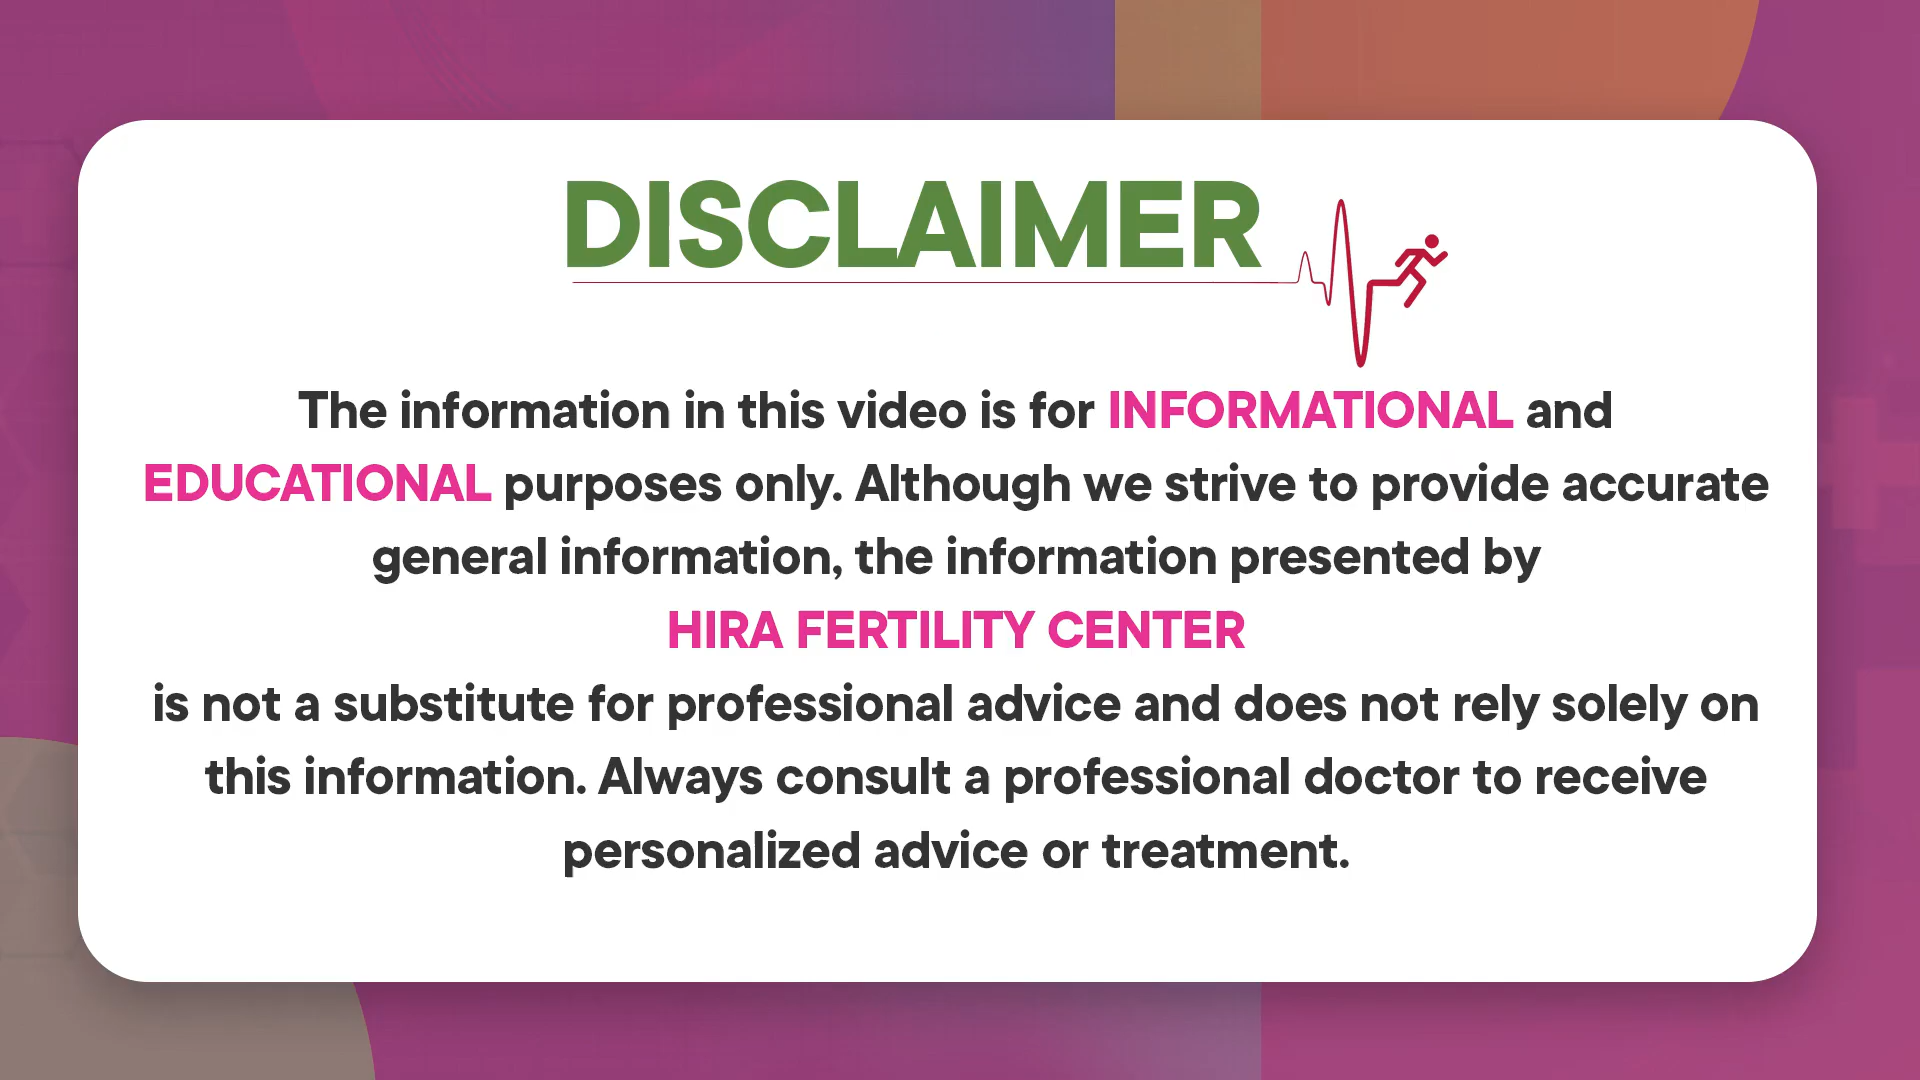 DISCLAIMER
The information in this video is for INFORMATIONAL and
EDUCATIONAL purposes only. Although we strive to provide accurate
general information, the information presented by
HIRA FERTILITY CENTER
is not a substitute for professional advice and does not rely solely on
this information. Always consult a professional doctor to receive
personalized advice or treatment.